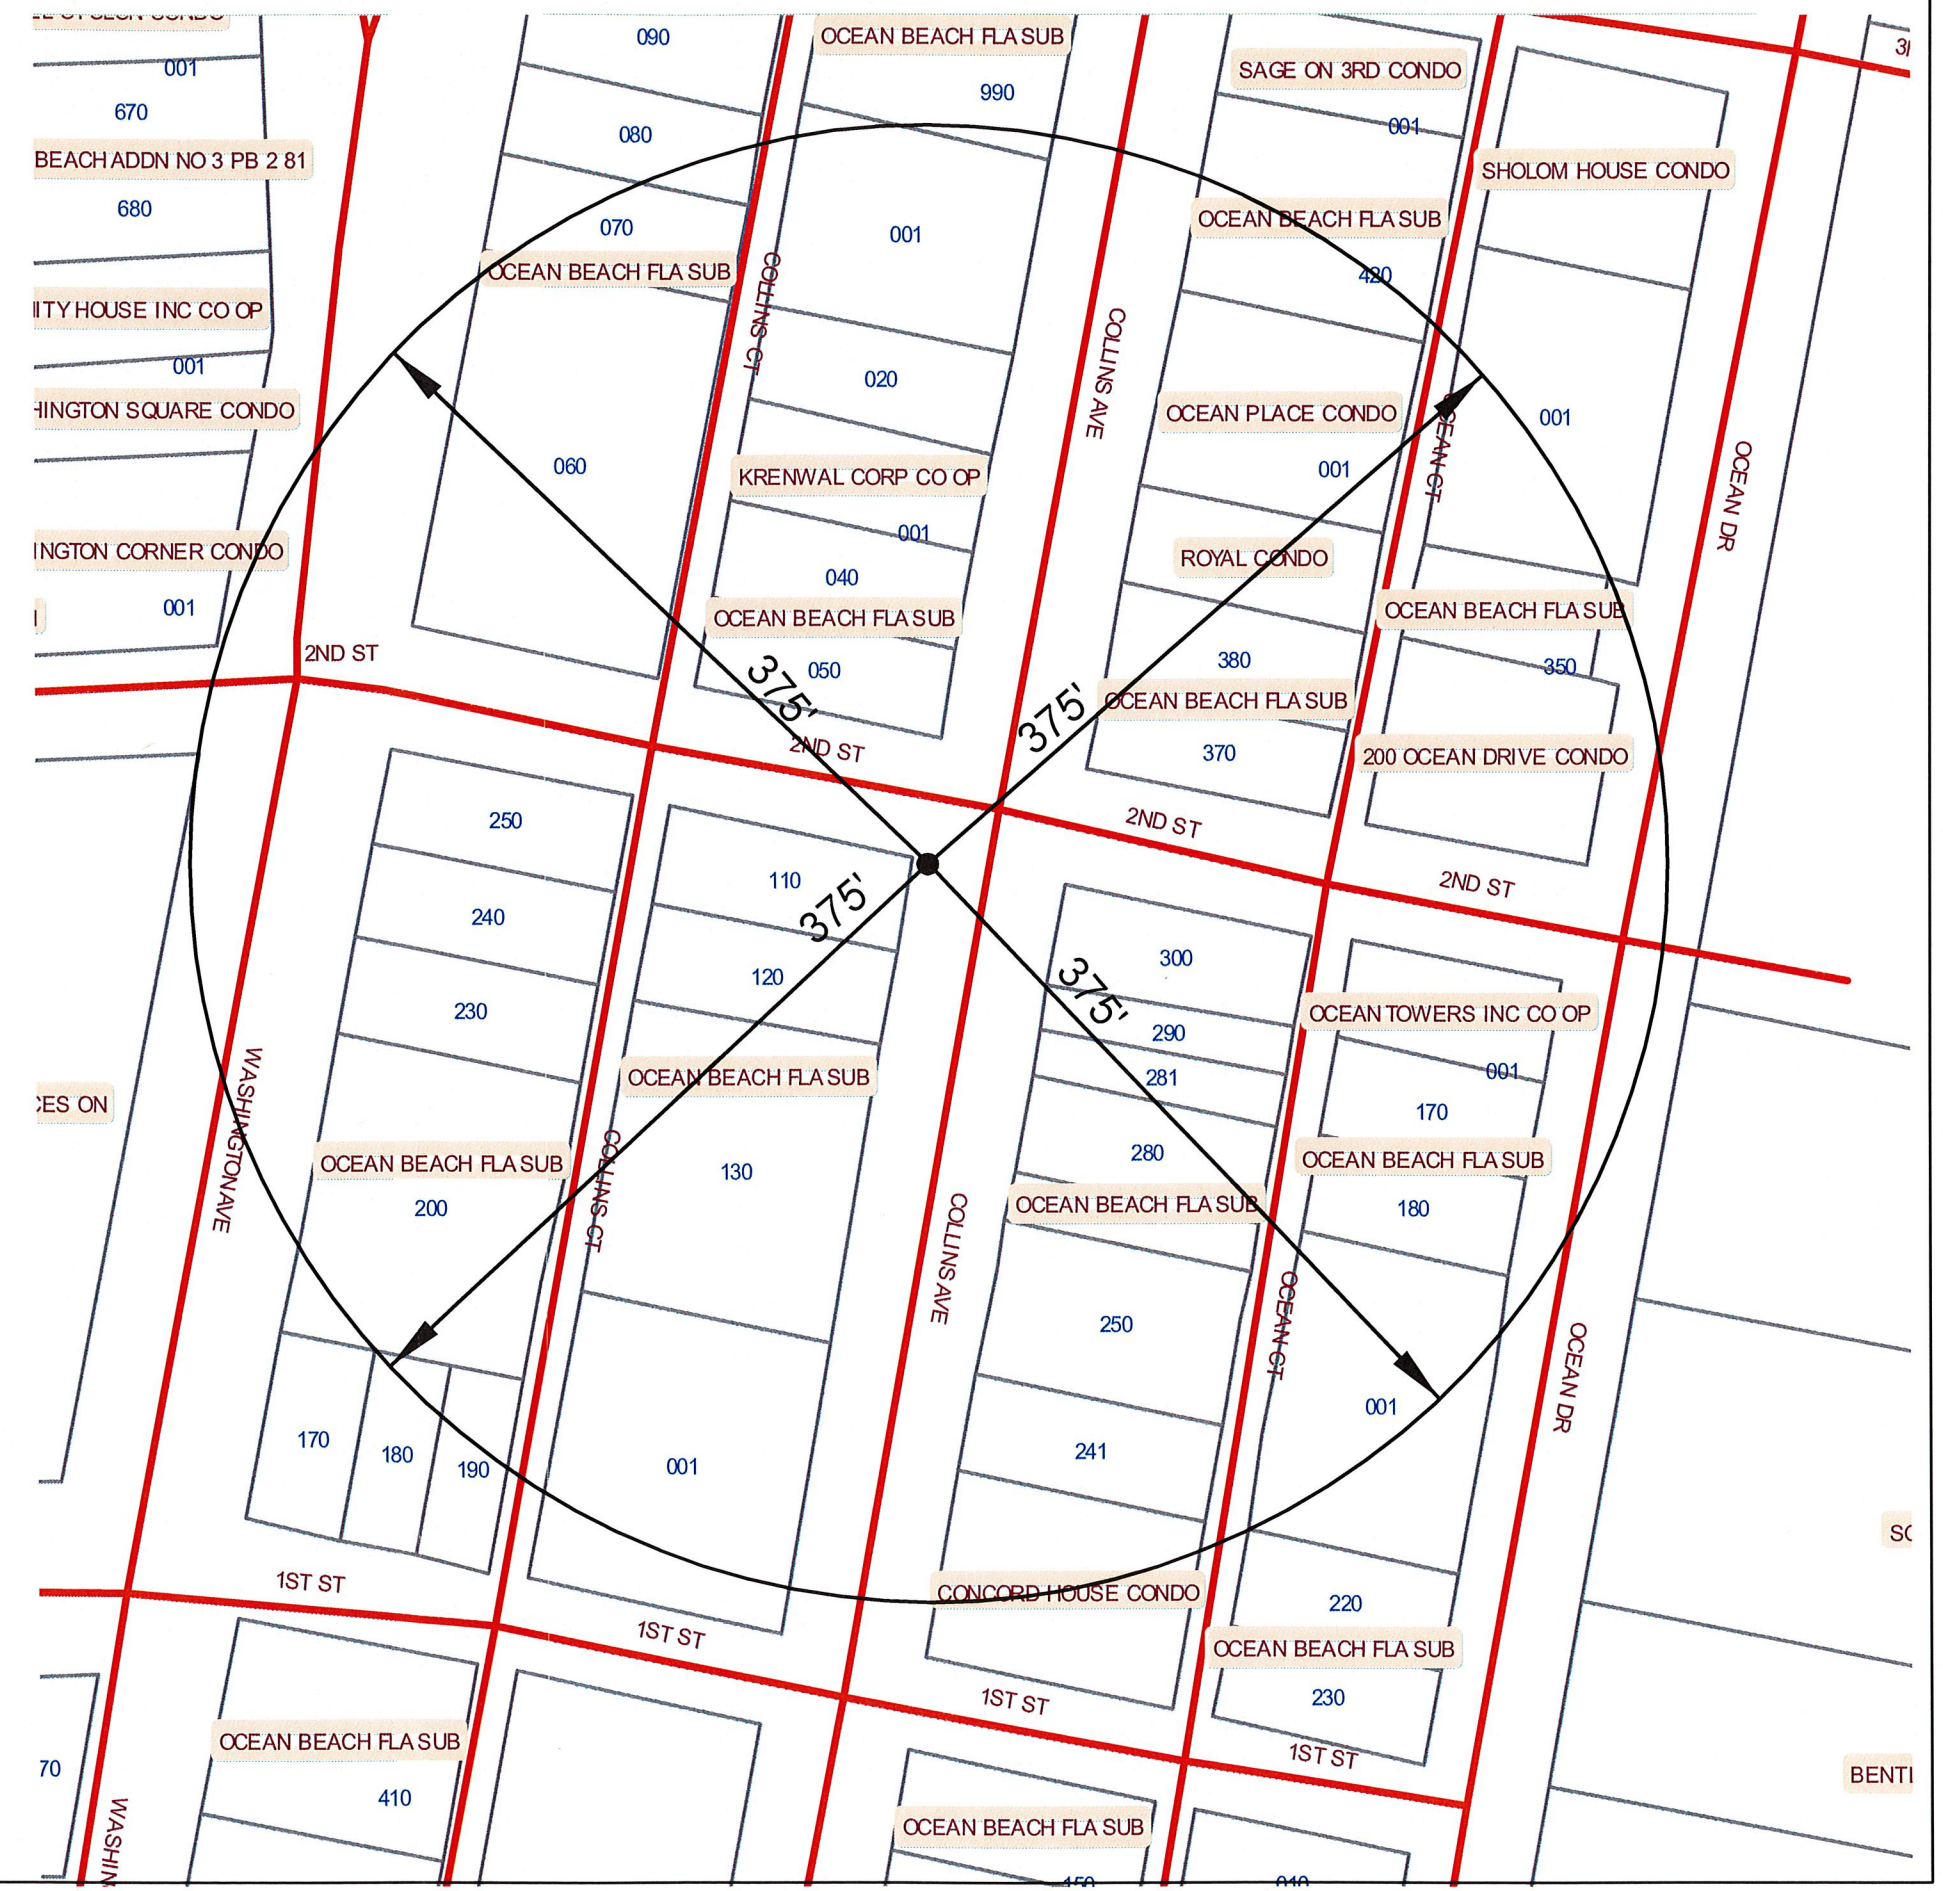 090
OCEAN BEACH FLA SUB
001
990
SAGE ON 3RD CONDO
670
080
001
BEACH ADDN NO 3 PB 2 81
SHOLOM HOUSE CONDO
680
070
001
OCEAN BEACH FLA SUB
OCEAN BEACH FLA SUB
420
COLLINS CT
ITY HOUSE INC CO OP
001
020
COLLINS AVE
HINGTON SQUARE CONDO
OCEAN PLACE CONDO
001
OCEAN CT
OCEAN DR
060
KRENWAL CORP CO OP
001
001
INGTON CORNER CONDO
040
ROYAL CONDO
001
OCEAN BEACH FLA SUB
OCEAN BEACH FLA SUB
2ND ST
050
380
350
375'
375'
OCEAN BEACH FLA SUB
2ND ST
370
200 OCEAN DRIVE CONDO
250
2ND ST
110
2ND ST
240
375'
120
300
230
375'
290
OCEAN TOWERS INC CO OP
WASHINGTON AVE
OCEAN BEACH FLA SUB
281
001
CES ON
170
OCEAN BEACH FLA SUB
COLLINS CT
130
280
OCEAN BEACH FLA SUB
200
COLLINS AVE
OCEAN BEACH FLA SUB
180
250
OCEAN CT
OCEAN DR
170
180
190
001
241
001
SO
1ST ST
CONCORD HOUSE CONDO
220
1ST ST
OCEAN BEACH FLA SUB
1ST ST
230
OCEAN BEACH FLA SUB
1ST ST
70
410
BENTI
WASHIN
OCEAN BEACH FLA SUB